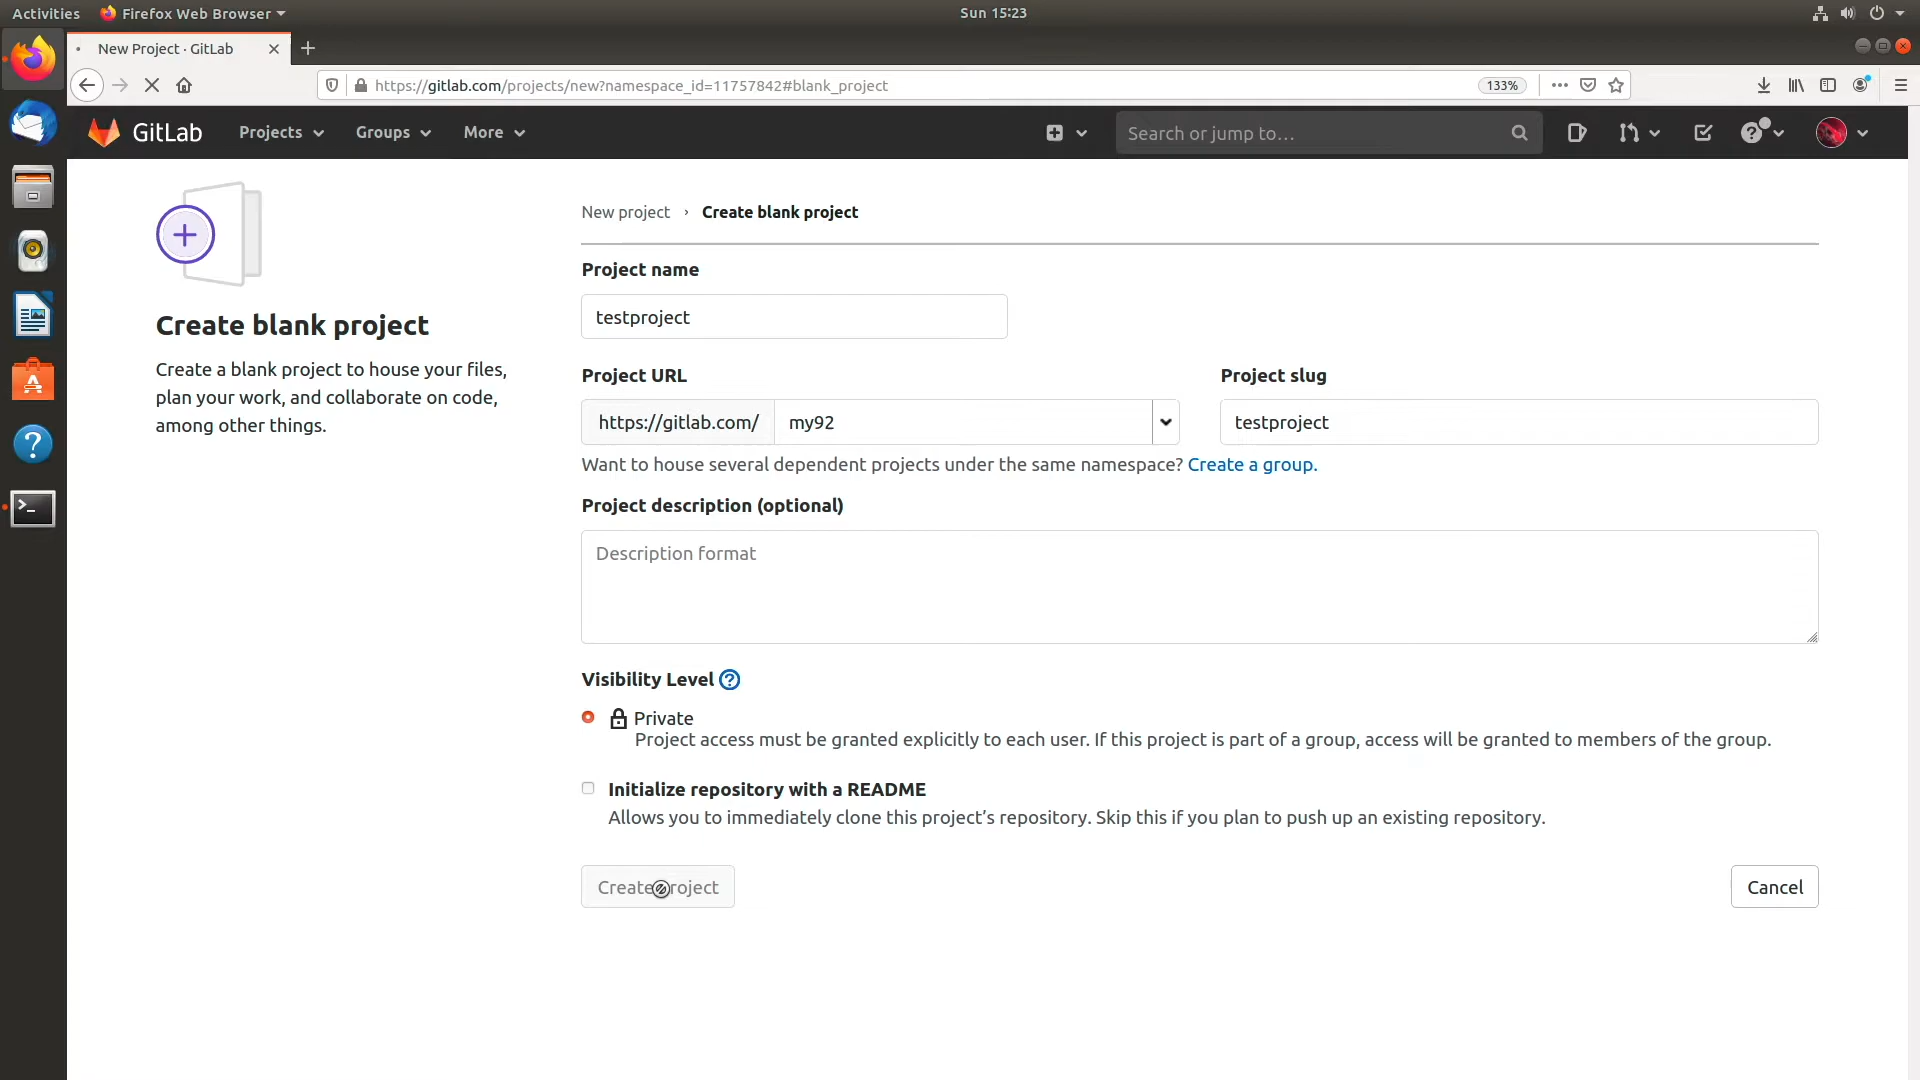 Activities Firefox Web Browser Sun 15:23
New Project · GitLab
https://gitlab.com/projects/new?namespace_id=11757842#blank_project 133%
GitLab Projects Groups More Search or jump to…
New project › Create blank project
Project name
testproject
Create blank project
Create a blank project to house your files,
plan your work, and collaborate on code,
among other things.
Project URL Project slug
https://gitlab.com/ my92 testproject
Want to house several dependent projects under the same namespace? Create a group.
Project description (optional)
Description format
Visibility Level
Private
Project access must be granted explicitly to each user. If this project is part of a group, access will be granted to members of the group.
Initialize repository with a README
Allows you to immediately clone this project’s repository. Skip this if you plan to push up an existing repository.
Create project Cancel